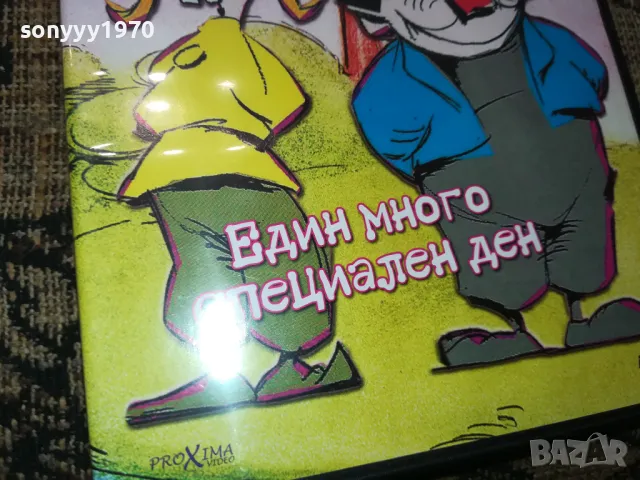 sonyyy1970
Един много
специален ден
PROXIMA
VIDEO
BAZAR